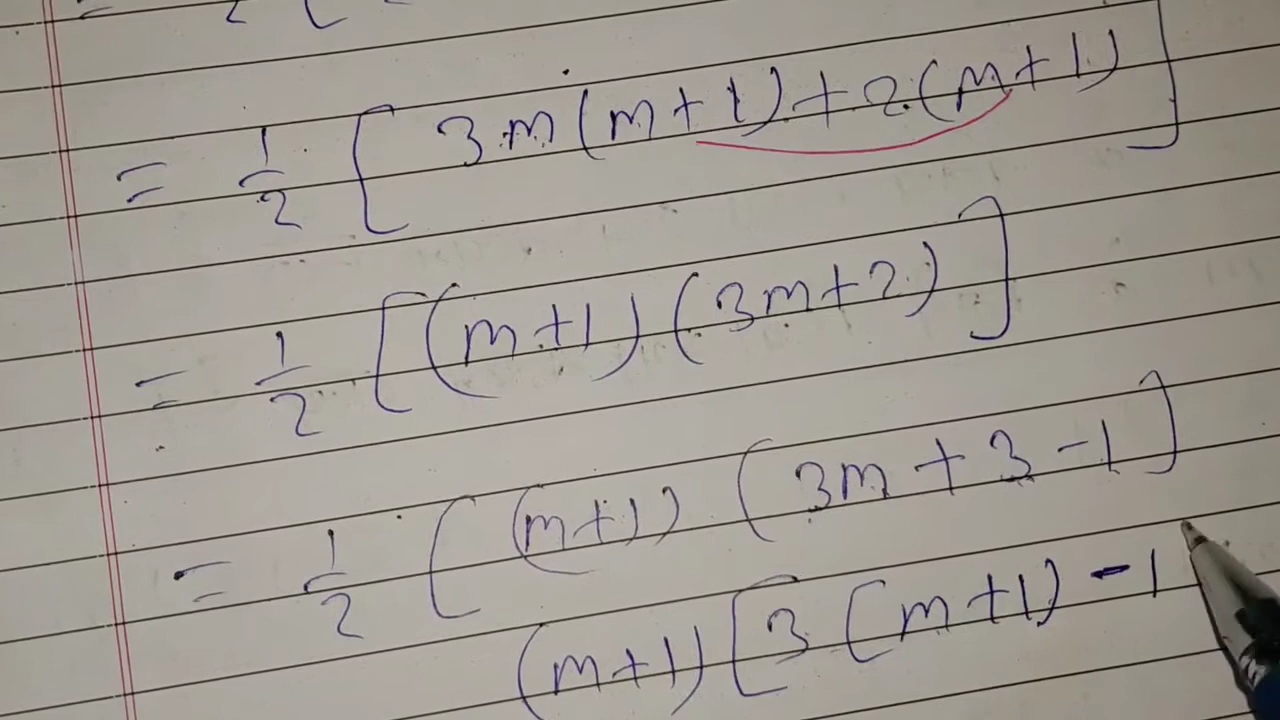 = 1/2 [ 3m(m+1) + 2(m+1) ]
= 1/2 [ (m+1) (3m+2) ]
= 1/2 [ (m+1) (3m+3-1 ]
(m+1) [ 3 (m+1) - 1